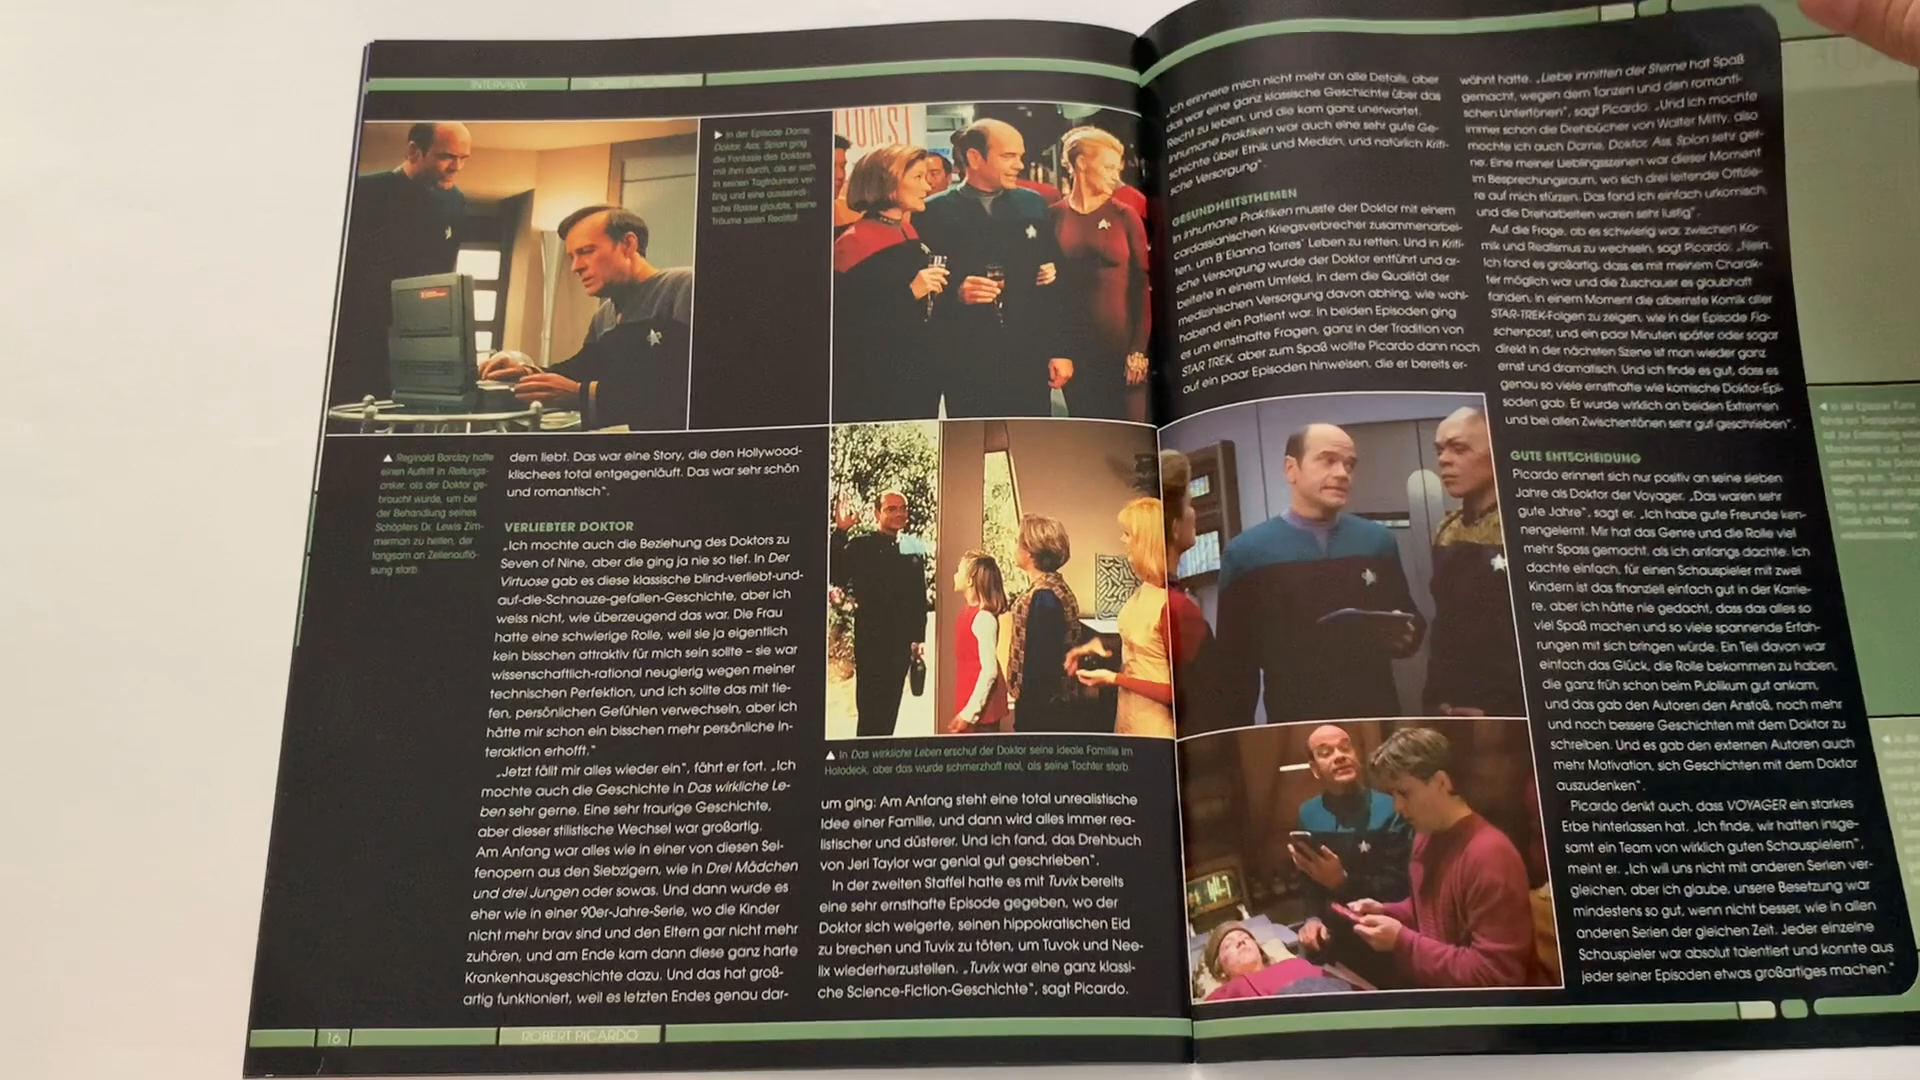 INTERVIEW
ROBERT PICARDO
▶ In der Episode Dame,
Doktor, Ass, Spion ging
die Fantasie des Doktors
mit ihm durch, als er sich
in seinen Tagträumen ver-
fing und eine ausserirdi-
sche Rasse glaubte, seine
Träume seien Realität.
▲ Reginald Barclay hatte
einen Auftritt in Rettungs-
anker, als der Doktor ge-
braucht wurde, um bei
der Behandlung seines
Schöpfers Dr. Lewis Zim-
merman zu helfen, der
langsam an Zellenauflö-
sung starb.
dem liebt. Das war eine Story, die den Hollywood-
klischees total entgegenläuft. Das war sehr schön
und romantisch“.
VERLIEBTER DOKTOR
„Ich mochte auch die Beziehung des Doktors zu
Seven of Nine, aber die ging ja nie so tief. In Der
Virtuose gab es diese klassische blind-verliebt-und-
auf-die-Schnauze-gefallen-Geschichte, aber ich
weiss nicht, wie überzeugend das war. Die Frau
hatte eine schwierige Rolle, weil sie ja eigentlich
kein bisschen attraktiv für mich sein sollte – sie war
wissenschaftlich-rational neugierig wegen meiner
technischen Perfektion, und ich sollte das mit tie-
fen, persönlichen Gefühlen verwechseln, aber ich
hätte mir schon ein bisschen mehr persönliche In-
teraktion erhofft.“
„Jetzt fällt mir alles wieder ein“, fährt er fort. „Ich
mochte auch die Geschichte in Das wirkliche Le-
ben sehr gerne. Eine sehr traurige Geschichte,
aber dieser stilistische Wechsel war großartig.
Am Anfang war alles wie in einer von diesen Sei-
fenopern aus den Siebzigern, wie in Drei Mädchen
und drei Jungen oder sowas. Und dann wurde es
eher wie in einer 90er-Jahre-Serie, wo die Kinder
nicht mehr brav sind und den Eltern gar nicht mehr
zuhören, und am Ende kam dann diese ganz harte
Krankenhausgeschichte dazu. Und das hat groß-
artig funktioniert, weil es letzten Endes genau dar-
▲ In Das wirkliche Leben erschuf der Doktor seine ideale Familie im
Holodeck, aber das wurde schmerzhaft real, als seine Tochter starb.
um ging: Am Anfang steht eine total unrealistische
Idee einer Familie, und dann wird alles immer rea-
listischer und düsterer. Und ich fand, das Drehbuch
von Jeri Taylor war genial gut geschrieben“.
In der zweiten Staffel hatte es mit Tuvix bereits
eine sehr ernsthafte Episode gegeben, wo der
Doktor sich weigerte, seinen hippokratischen Eid
zu brechen und Tuvix zu töten, um Tuvok und Nee-
lix wiederherzustellen. „Tuvix war eine ganz klassi-
che Science-Fiction-Geschichte“, sagt Picardo.
16
ROBERT PICARDO
„Ich erinnere mich nicht mehr an alle Details, aber
das war eine ganz klassische Geschichte über das
Recht zu leben, und die kam ganz unerwartet.
Inhumane Praktiken war auch eine sehr gute Ge-
schichte über Ethik und Medizin, und natürlich Kriti-
sche Versorgung“.
GESUNDHEITSTHEMEN
In Inhumane Praktiken musste der Doktor mit einem
cardassianischen Kriegsverbrecher zusammenarbei-
ten, um B'Elanna Torres' Leben zu retten. Und in Kriti-
sche Versorgung wurde der Doktor entführt und ar-
beitete in einem Umfeld, in dem die Qualität der
medizinischen Versorgung davon abhing, wie wohl-
habend ein Patient war. In beiden Episoden ging
es um ernsthafte Fragen, ganz in der Tradition von
STAR TREK, aber zum Spaß wollte Picardo dann noch
auf ein paar Episoden hinweisen, die er bereits er-
wähnt hatte. „Liebe inmitten der Sterne hat Spaß
gemacht, wegen dem Tanzen und den romanti-
schen Untertönen“, sagt Picardo. „Und ich mochte
immer schon die Drehbücher von Walter Mitty, also
mochte ich auch Dame, Doktor, Ass, Spion sehr ger-
ne. Eine meiner Lieblingsszenen war dieser Moment
im Besprechungsraum, wo sich drei leitende Offizie-
re auf mich stürzen. Das fand ich einfach urkomisch,
und die Dreharbeiten waren sehr lustig“.
Auf die Frage, ob es schwierig war, zwischen Ko-
mik und Realismus zu wechseln, sagt Picardo: „Nein.
Ich fand es großartig, dass es mit meinem Charak-
ter möglich war und die Zuschauer es glaubhaft
fanden, in einem Moment die albernste Komik aller
STAR-TREK-Folgen zu zeigen, wie in der Episode Fla-
schenpost, und ein paar Minuten später oder sogar
direkt in der nächsten Szene ist man wieder ganz
ernst und dramatisch. Und ich finde es gut, dass es
genau so viele ernsthafte wie komische Doktor-Epi-
soden gab. Er wurde wirklich an beiden Extremen
und bei allen Zwischentönen sehr gut geschrieben“.
GUTE ENTSCHEIDUNG
Picardo erinnert sich nur positiv an seine sieben
Jahre als Doktor der Voyager. „Das waren sehr
gute Jahre“, sagt er. „Ich habe gute Freunde ken-
nengelernt. Mir hat das Genre und die Rolle viel
mehr Spass gemacht, als ich anfangs dachte. Ich
dachte einfach, für einen Schauspieler mit zwei
Kindern ist das finanziell einfach gut in der Karrie-
re, aber ich hätte nie gedacht, dass das alles so
viel Spaß machen und so viele spannende Erfah-
rungen mit sich bringen würde. Ein Teil davon war
einfach das Glück, die Rolle bekommen zu haben,
die ganz früh schon beim Publikum gut ankam,
und das gab den Autoren den Anstoß, noch mehr
und noch bessere Geschichten mit dem Doktor zu
schreiben. Und es gab den externen Autoren auch
mehr Motivation, sich Geschichten mit dem Doktor
auszudenken“.
Picardo denkt auch, dass VOYAGER ein starkes
Erbe hinterlassen hat. „Ich finde, wir hatten insge-
samt ein Team von wirklich guten Schauspielern“,
meint er. „Ich will uns nicht mit anderen Serien ver-
gleichen, aber ich glaube, unsere Besetzung war
mindestens so gut, wenn nicht besser, wie in allen
anderen Serien der gleichen Zeit. Jeder einzelne
Schauspieler war absolut talentiert und konnte aus
jeder seiner Episoden etwas großartiges machen.“